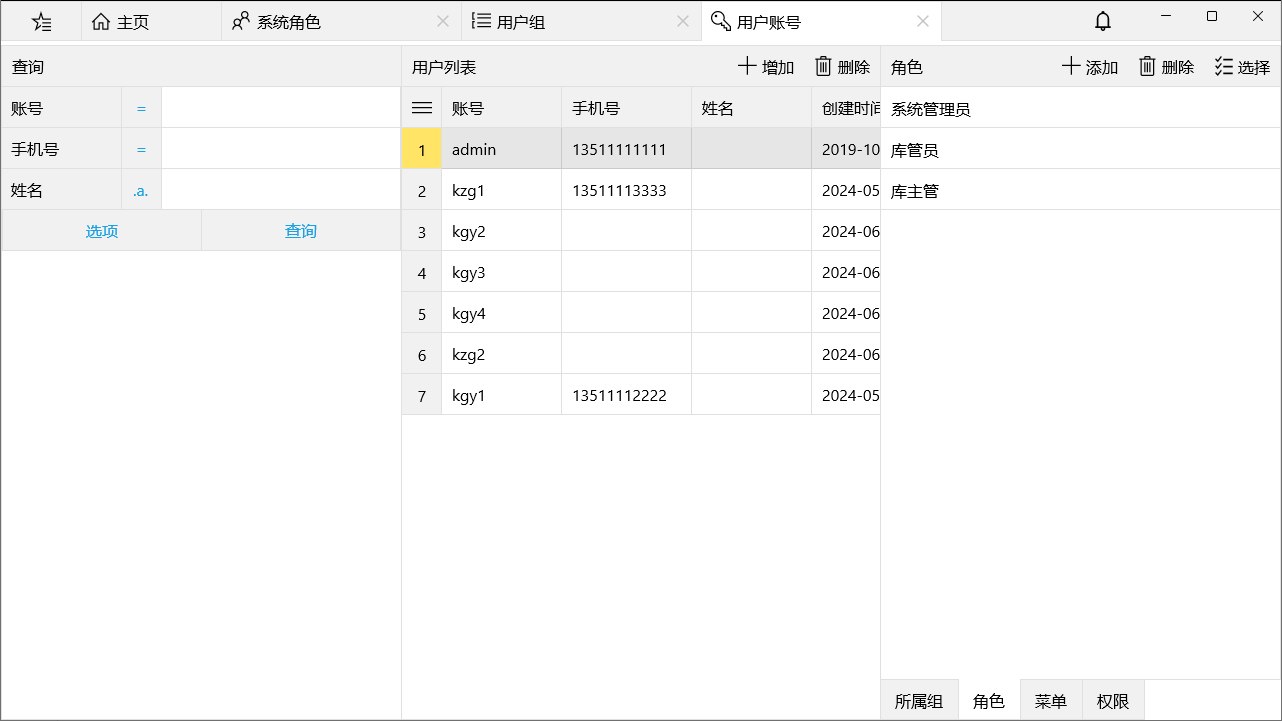 主页 系统角色 用户组 用户账号
查询
账号 =
手机号 =
姓名 .a.
选项 查询
用户列表 增加 删除
账号 手机号 姓名 创建时间
1 admin 13511111111 2019-10
2 kzg1 13511113333 2024-05
3 kgy2 2024-06
4 kgy3 2024-06
5 kgy4 2024-06
6 kzg2 2024-06
7 kgy1 13511112222 2024-05
角色 添加 删除 选择
系统管理员
库管员
库主管
所属组 角色 菜单 权限